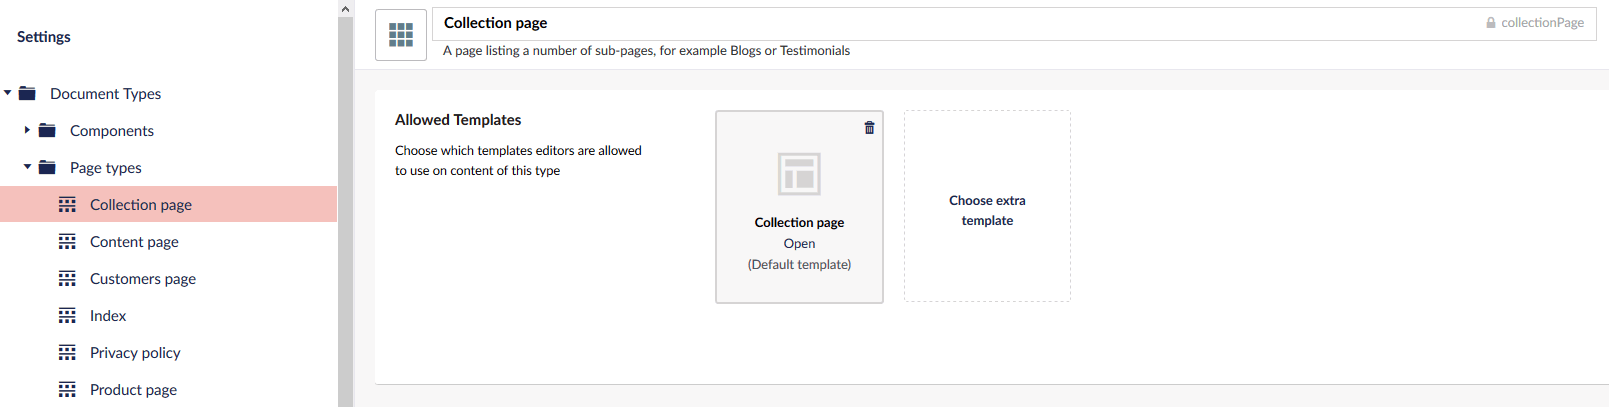 Settings
Document Types
Components
Page types
Collection page
Content page
Customers page
Index
Privacy policy
Product page
Collection page
collectionPage
A page listing a number of sub-pages, for example Blogs or Testimonials
Allowed Templates
Choose which templates editors are allowed
to use on content of this type
Collection page
Open
(Default template)
Choose extra
template